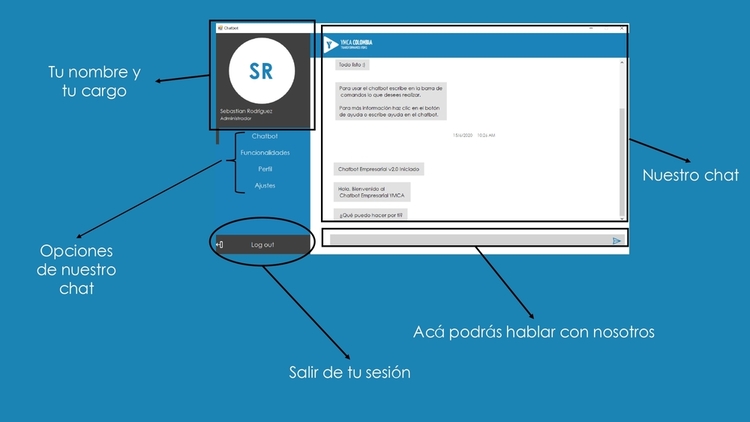 Chatbot
YMCA COLOMBIA
SR
Tu nombre y
tu cargo
Sebastian Rodriguez
Administrador
Todo listo :)
Para usar el chatbot escribe en la barra de
comandos lo que desees realizar.
Para más información haz clic en el botón
de ayuda o escribe ayuda en el chatbot.
Chatbot
Funcionalidades
Perfil
Ajustes
10:26 AM
Chatbot Empresarial v2.0 iniciado
Hola, Bienvenido al
Chatbot Empresarial YMCA
¿Qué puedo hacer por ti?
Nuestro chat
Opciones
de nuestro
chat
Log out
Acá podrás hablar con nosotros
Salir de tu sesión